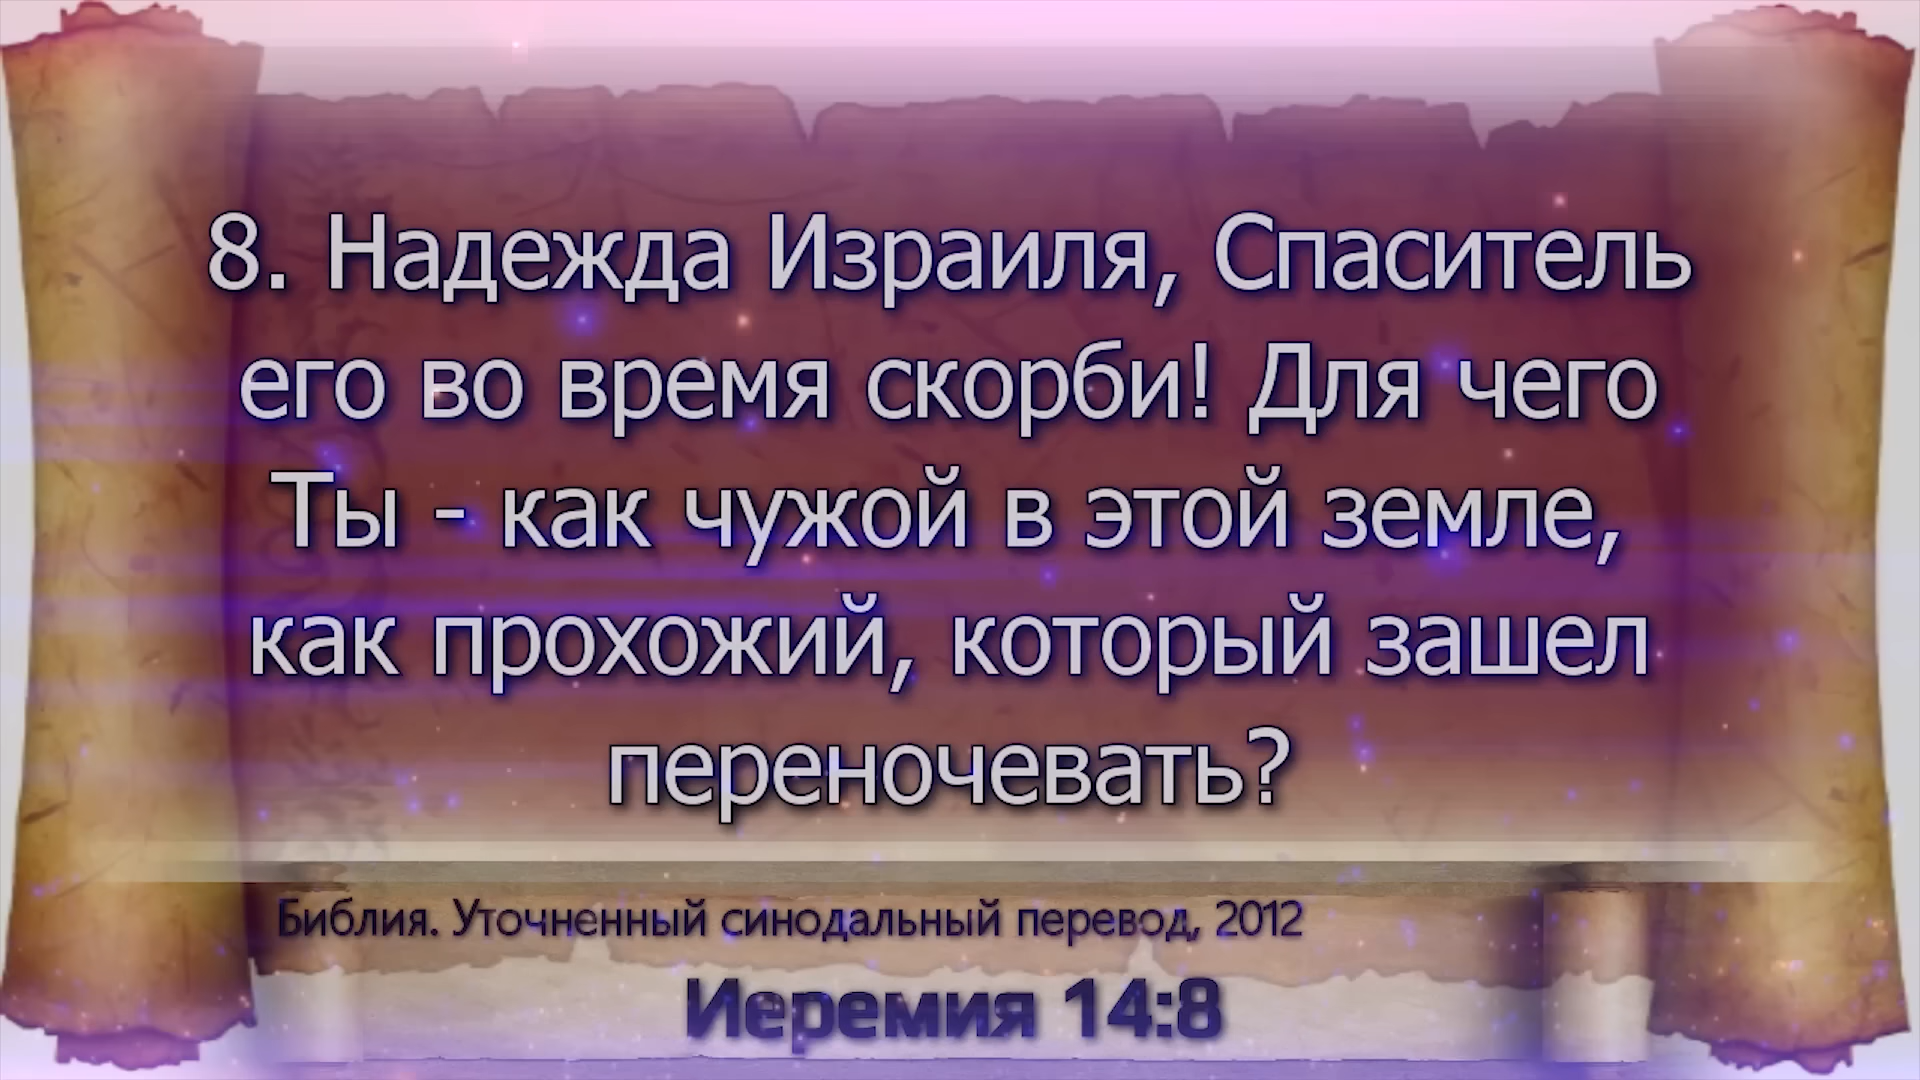 8. Надежда Израиля, Спаситель
его во время скорби! Для чего
Ты - как чужой в этой земле,
как прохожий, который зашел
переночевать?
Библия. Уточненный синодальный перевод, 2012
Иеремия 14:8